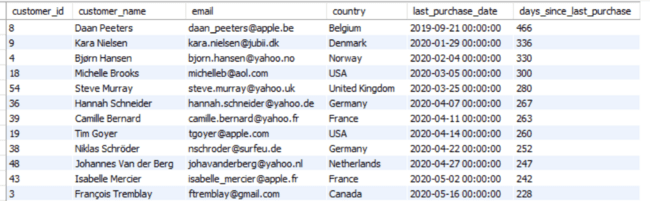 customer_id customer_name email country last_purchase_date days_since_last_purchase
8 Daan Peeters daan_peeters@apple.be Belgium 2019-09-21 00:00:00 466
9 Kara Nielsen kara.nielsen@jubii.dk Denmark 2020-01-29 00:00:00 336
4 Bjørn Hansen bjorn.hansen@yahoo.no Norway 2020-02-04 00:00:00 330
18 Michelle Brooks michelleb@aol.com USA 2020-03-05 00:00:00 300
54 Steve Murray steve.murray@yahoo.uk United Kingdom 2020-03-25 00:00:00 280
36 Hannah Schneider hannah.schneider@yahoo.de Germany 2020-04-07 00:00:00 267
39 Camille Bernard camille.bernard@yahoo.fr France 2020-04-11 00:00:00 263
19 Tim Goyer tgoyer@apple.com USA 2020-04-14 00:00:00 260
38 Niklas Schröder nschroder@surfeu.de Germany 2020-04-22 00:00:00 252
48 Johannes Van der Berg johavanderberg@yahoo.nl Netherlands 2020-04-27 00:00:00 247
43 Isabelle Mercier isabelle_mercier@apple.fr France 2020-05-02 00:00:00 242
3 François Tremblay ftremblay@gmail.com Canada 2020-05-16 00:00:00 228